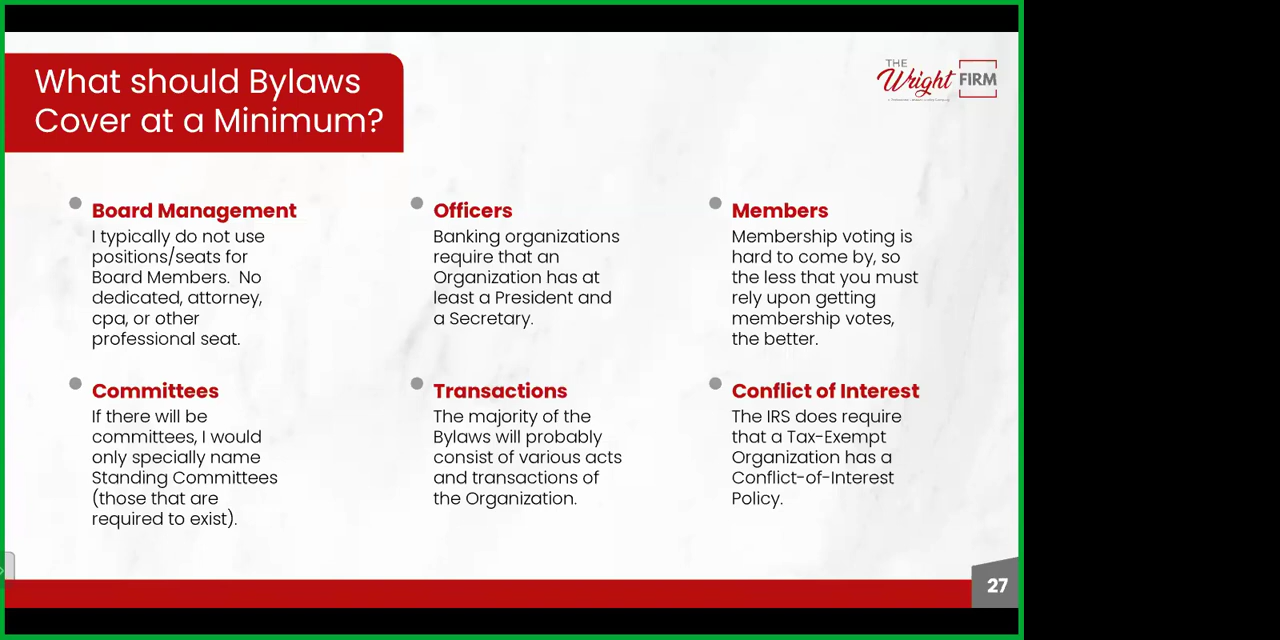 What should Bylaws
Cover at a Minimum?
THE
Wright FIRM
Board Management
I typically do not use
positions/seats for
Board Members.  No
dedicated, attorney,
cpa, or other
professional seat.
Officers
Banking organizations
require that an
Organization has at
least a President and
a Secretary.
Members
Membership voting is
hard to come by, so
the less that you must
rely upon getting
membership votes,
the better.
Committees
If there will be
committees, I would
only specially name
Standing Committees
(those that are
required to exist).
Transactions
The majority of the
Bylaws will probably
consist of various acts
and transactions of
the Organization.
Conflict of Interest
The IRS does require
that a Tax-Exempt
Organization has a
Conflict-of-Interest
Policy.
27